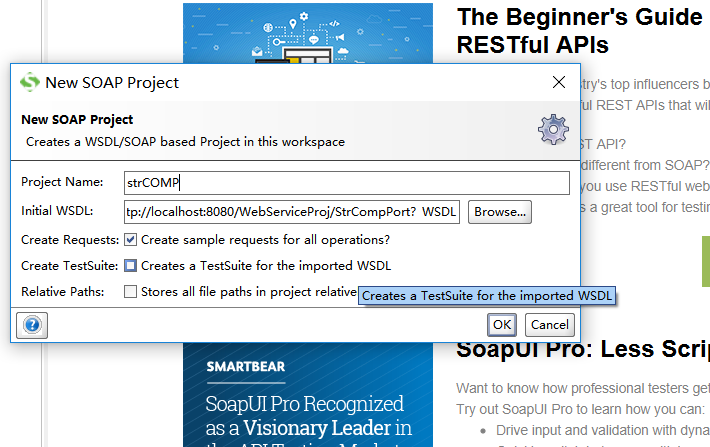 The Beginner's Guide
RESTful APIs
New SOAP Project
try's top influencers b
ul REST APIs that wil
New SOAP Project
Creates a WSDL/SOAP based Project in this workspace
ST API?
different from SOAP?
you use RESTful web
s a great tool for testin
Project Name: strCOMP
Initial WSDL: tp://localhost:8080/WebServiceProj/StrCompPort? WSDL Browse...
Create Requests: Create sample requests for all operations?
Create TestSuite: Creates a TestSuite for the imported WSDL
Relative Paths: Stores all file paths in project relative
Creates a TestSuite for the imported WSDL
OK Cancel
SoapUI Pro: Less Scrip
SMARTBEAR
SoapUI Pro Recognized
as a Visionary Leader in
the API Testing Market
Want to know how professional testers get
Try out SoapUI Pro to learn how you can:
Drive input and validation with dyna